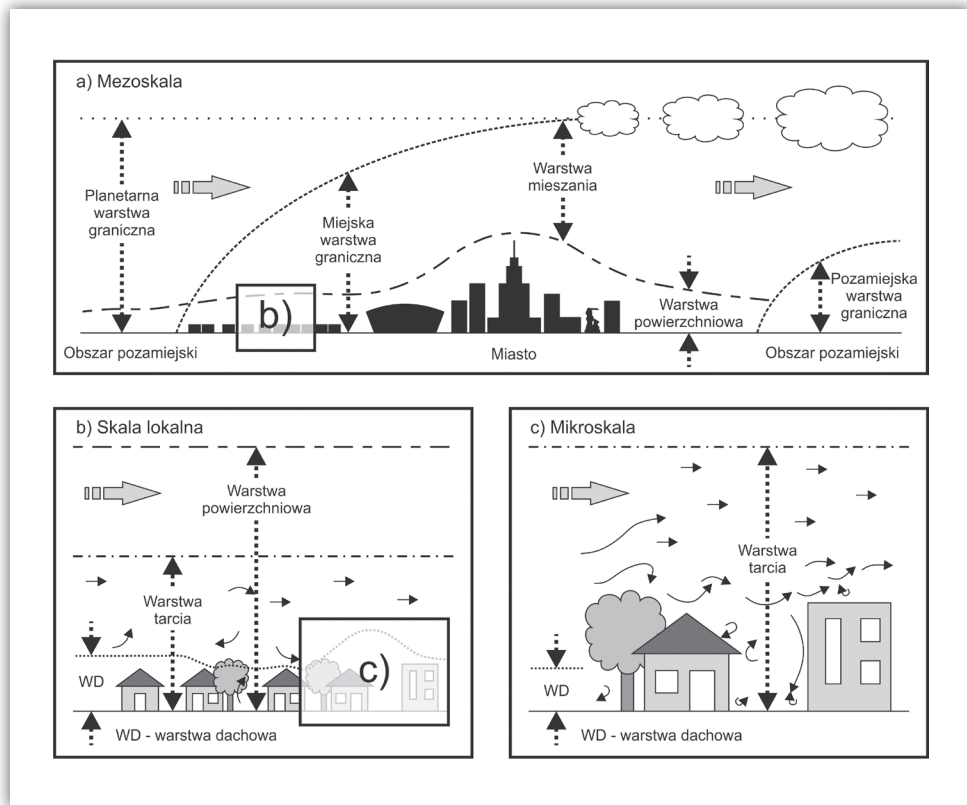 a) Mezoskala
Planetarna
warstwa
graniczna
Miejska
warstwa
graniczna
Warstwa
mieszania
Warstwa
powierzchniowa
Pozamiejska
warstwa
graniczna
b)
Obszar pozamiejski
Miasto
Obszar pozamiejski
b) Skala lokalna
Warstwa
powierzchniowa
Warstwa
tarcia
WD
c)
WD - warstwa dachowa
c) Mikroskala
Warstwa
tarcia
WD
WD - warstwa dachowa